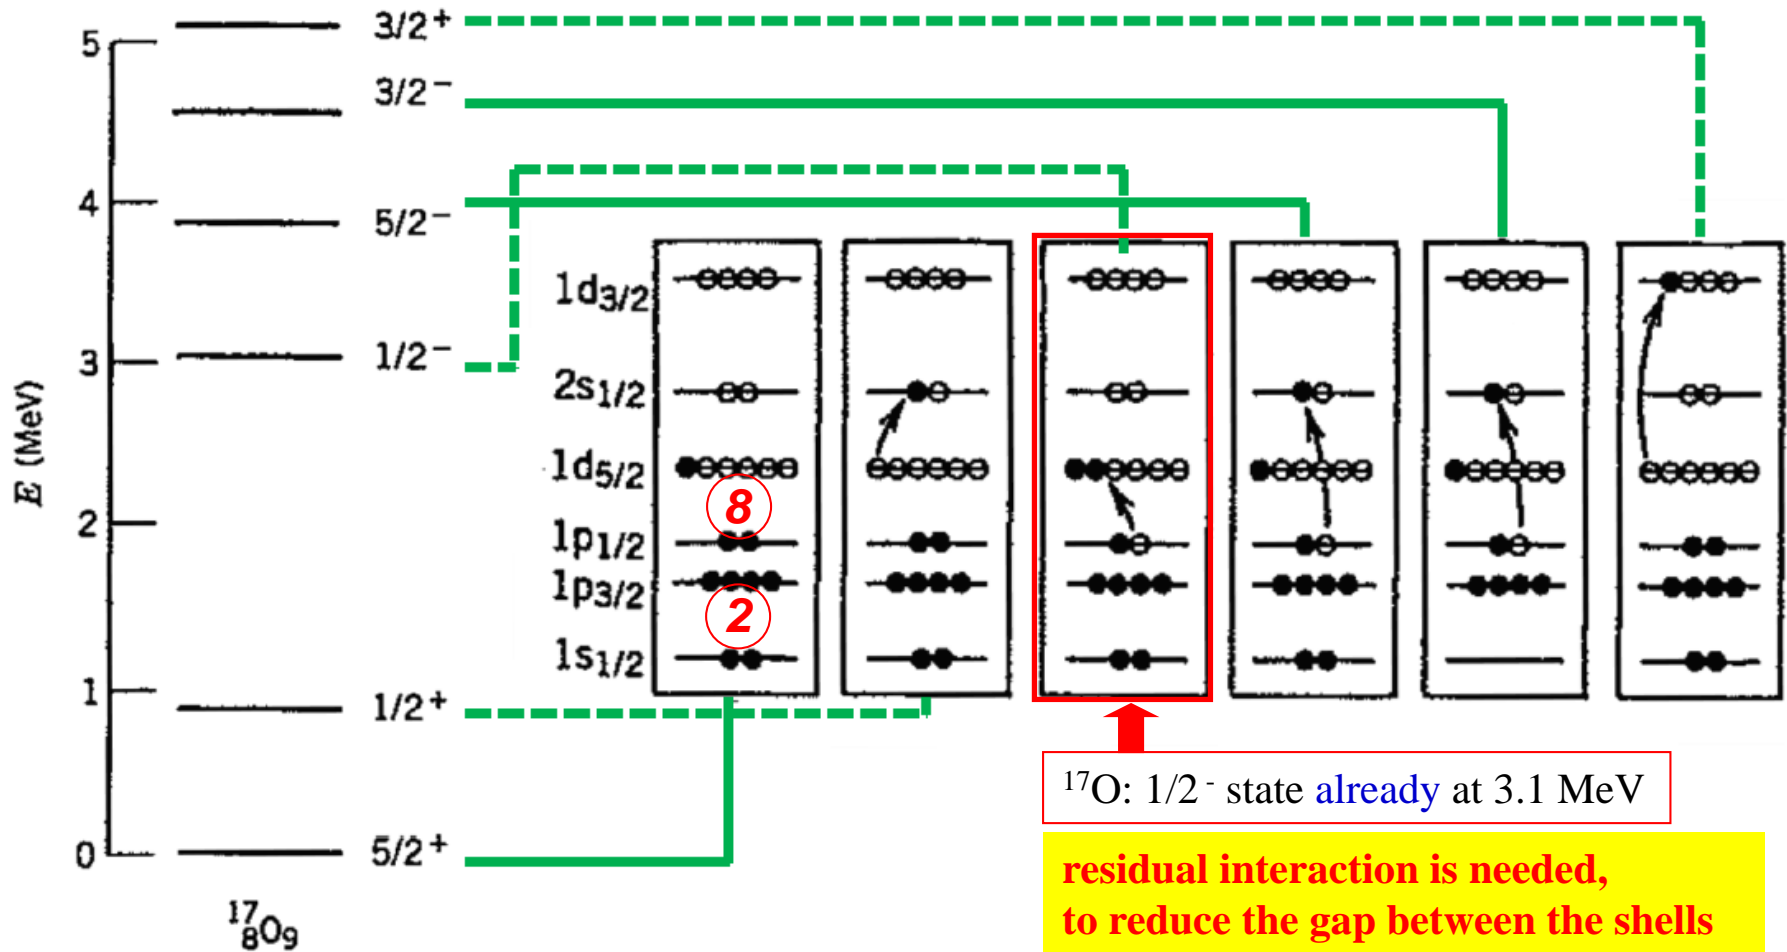 5
4
3
2
1
0
E (MeV)
3/2+
3/2-
5/2-
1/2-
1/2+
5/2+
17
8O9
1d3/2
2s1/2
1d5/2
1p1/2
1p3/2
1s1/2
8
2
17O: 1/2 - state already at 3.1 MeV
residual interaction is needed,
to reduce the gap between the shells